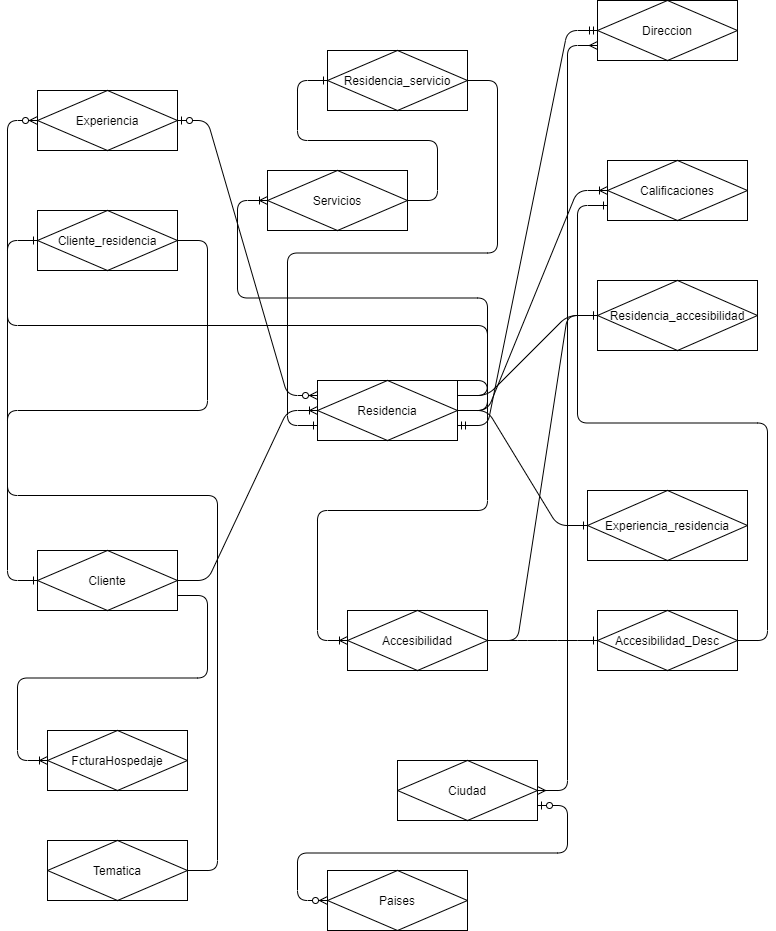 Direccion
Residencia_servicio
Experiencia
Calificaciones
Servicios
Cliente_residencia
Residencia_accesibilidad
Residencia
Experiencia_residencia
Cliente
Accesibilidad
Accesibilidad_Desc
FcturaHospedaje
Ciudad
Tematica
Paises